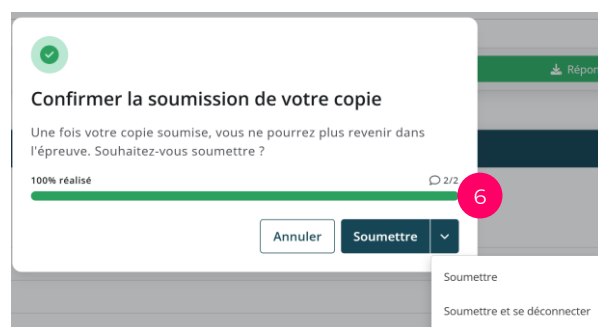 Répon
Confirmer la soumission de votre copie
Une fois votre copie soumise, vous ne pourrez plus revenir dans
l'épreuve. Souhaitez-vous soumettre ?
100% réalisé 2/2
6
Annuler Soumettre
Soumettre
Soumettre et se déconnecter